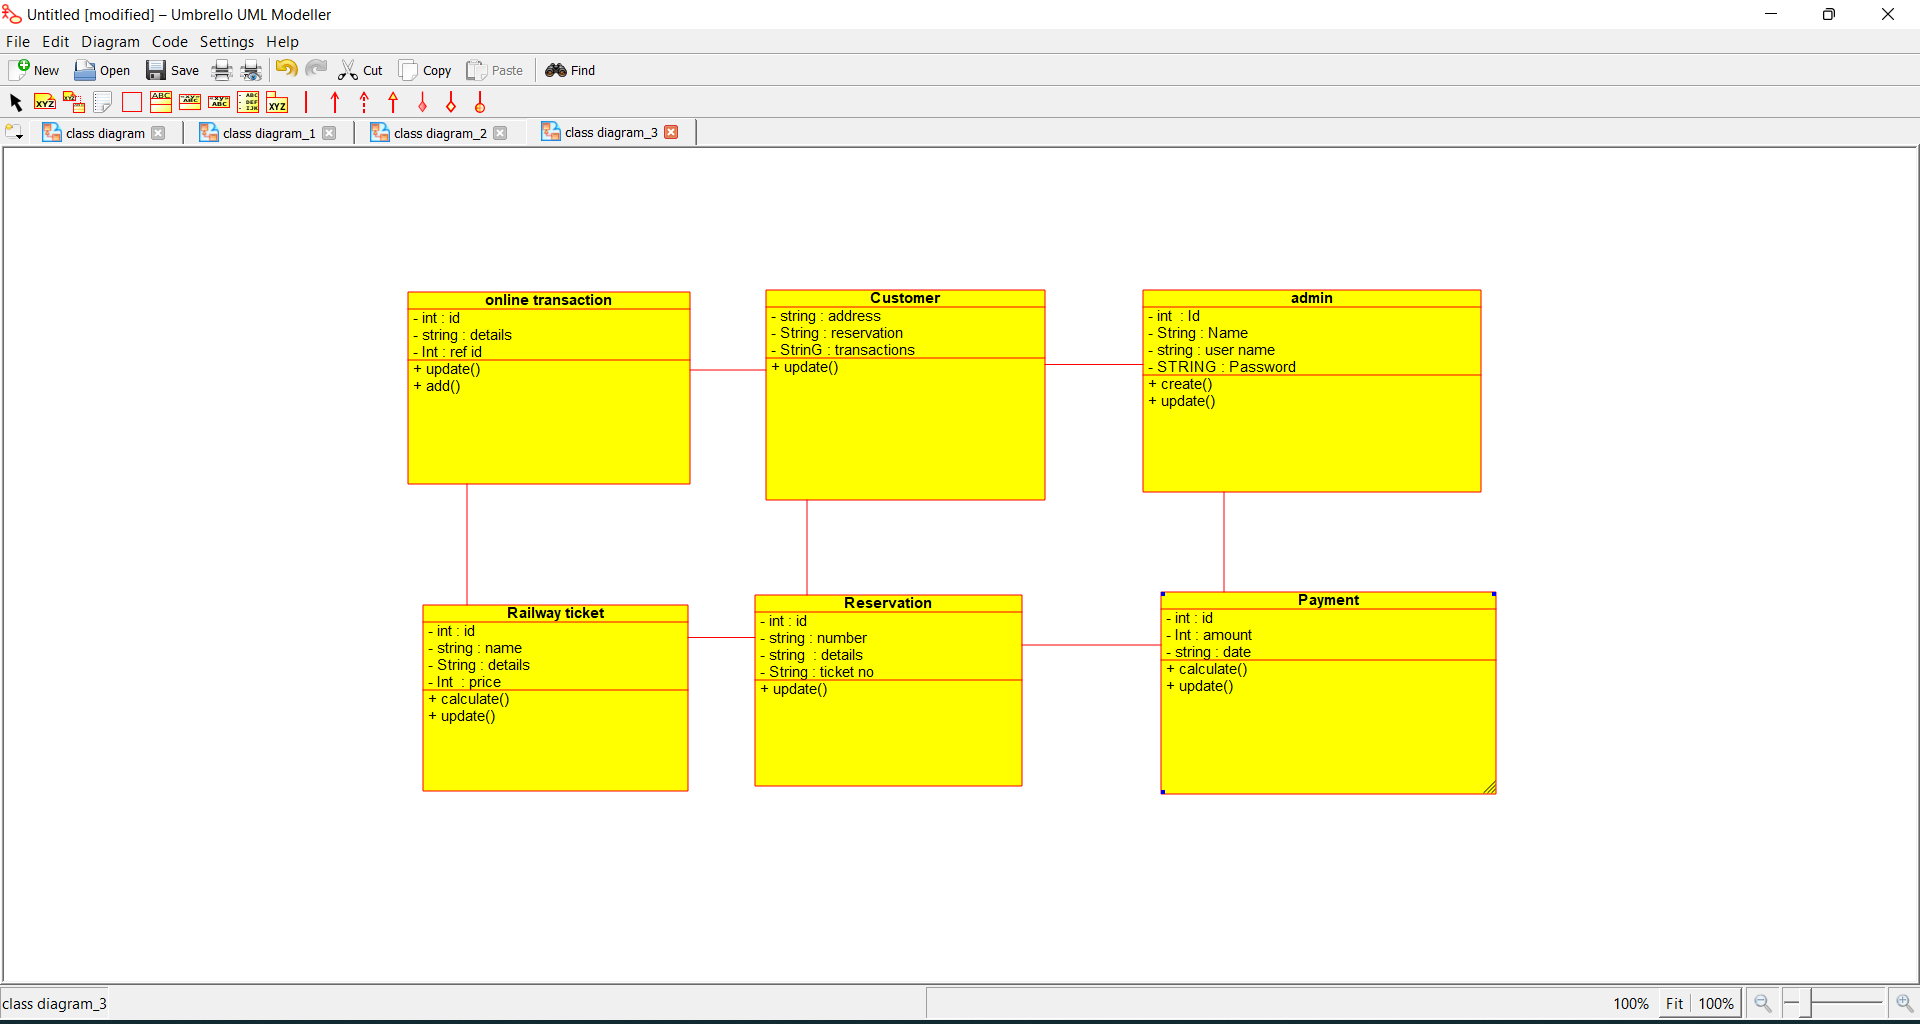 Untitled [modified] – Umbrello UML Modeller
File Edit Diagram Code Settings Help
New Open Save Cut Copy Paste Find
class diagram class diagram_1 class diagram_2 class diagram_3
online transaction
- int : id
- string : details
- Int : ref id
+ update()
+ add()
Customer
- string : address
- String : reservation
- StrinG : transactions
+ update()
admin
- int : Id
- String : Name
- string : user name
- STRING : Password
+ create()
+ update()
Railway ticket
- int : id
- string : name
- String : details
- Int : price
+ calculate()
+ update()
Reservation
- int : id
- string : number
- string : details
- String : ticket no
+ update()
Payment
- int : id
- Int : amount
- string : date
+ calculate()
+ update()
class diagram_3 100% Fit 100%